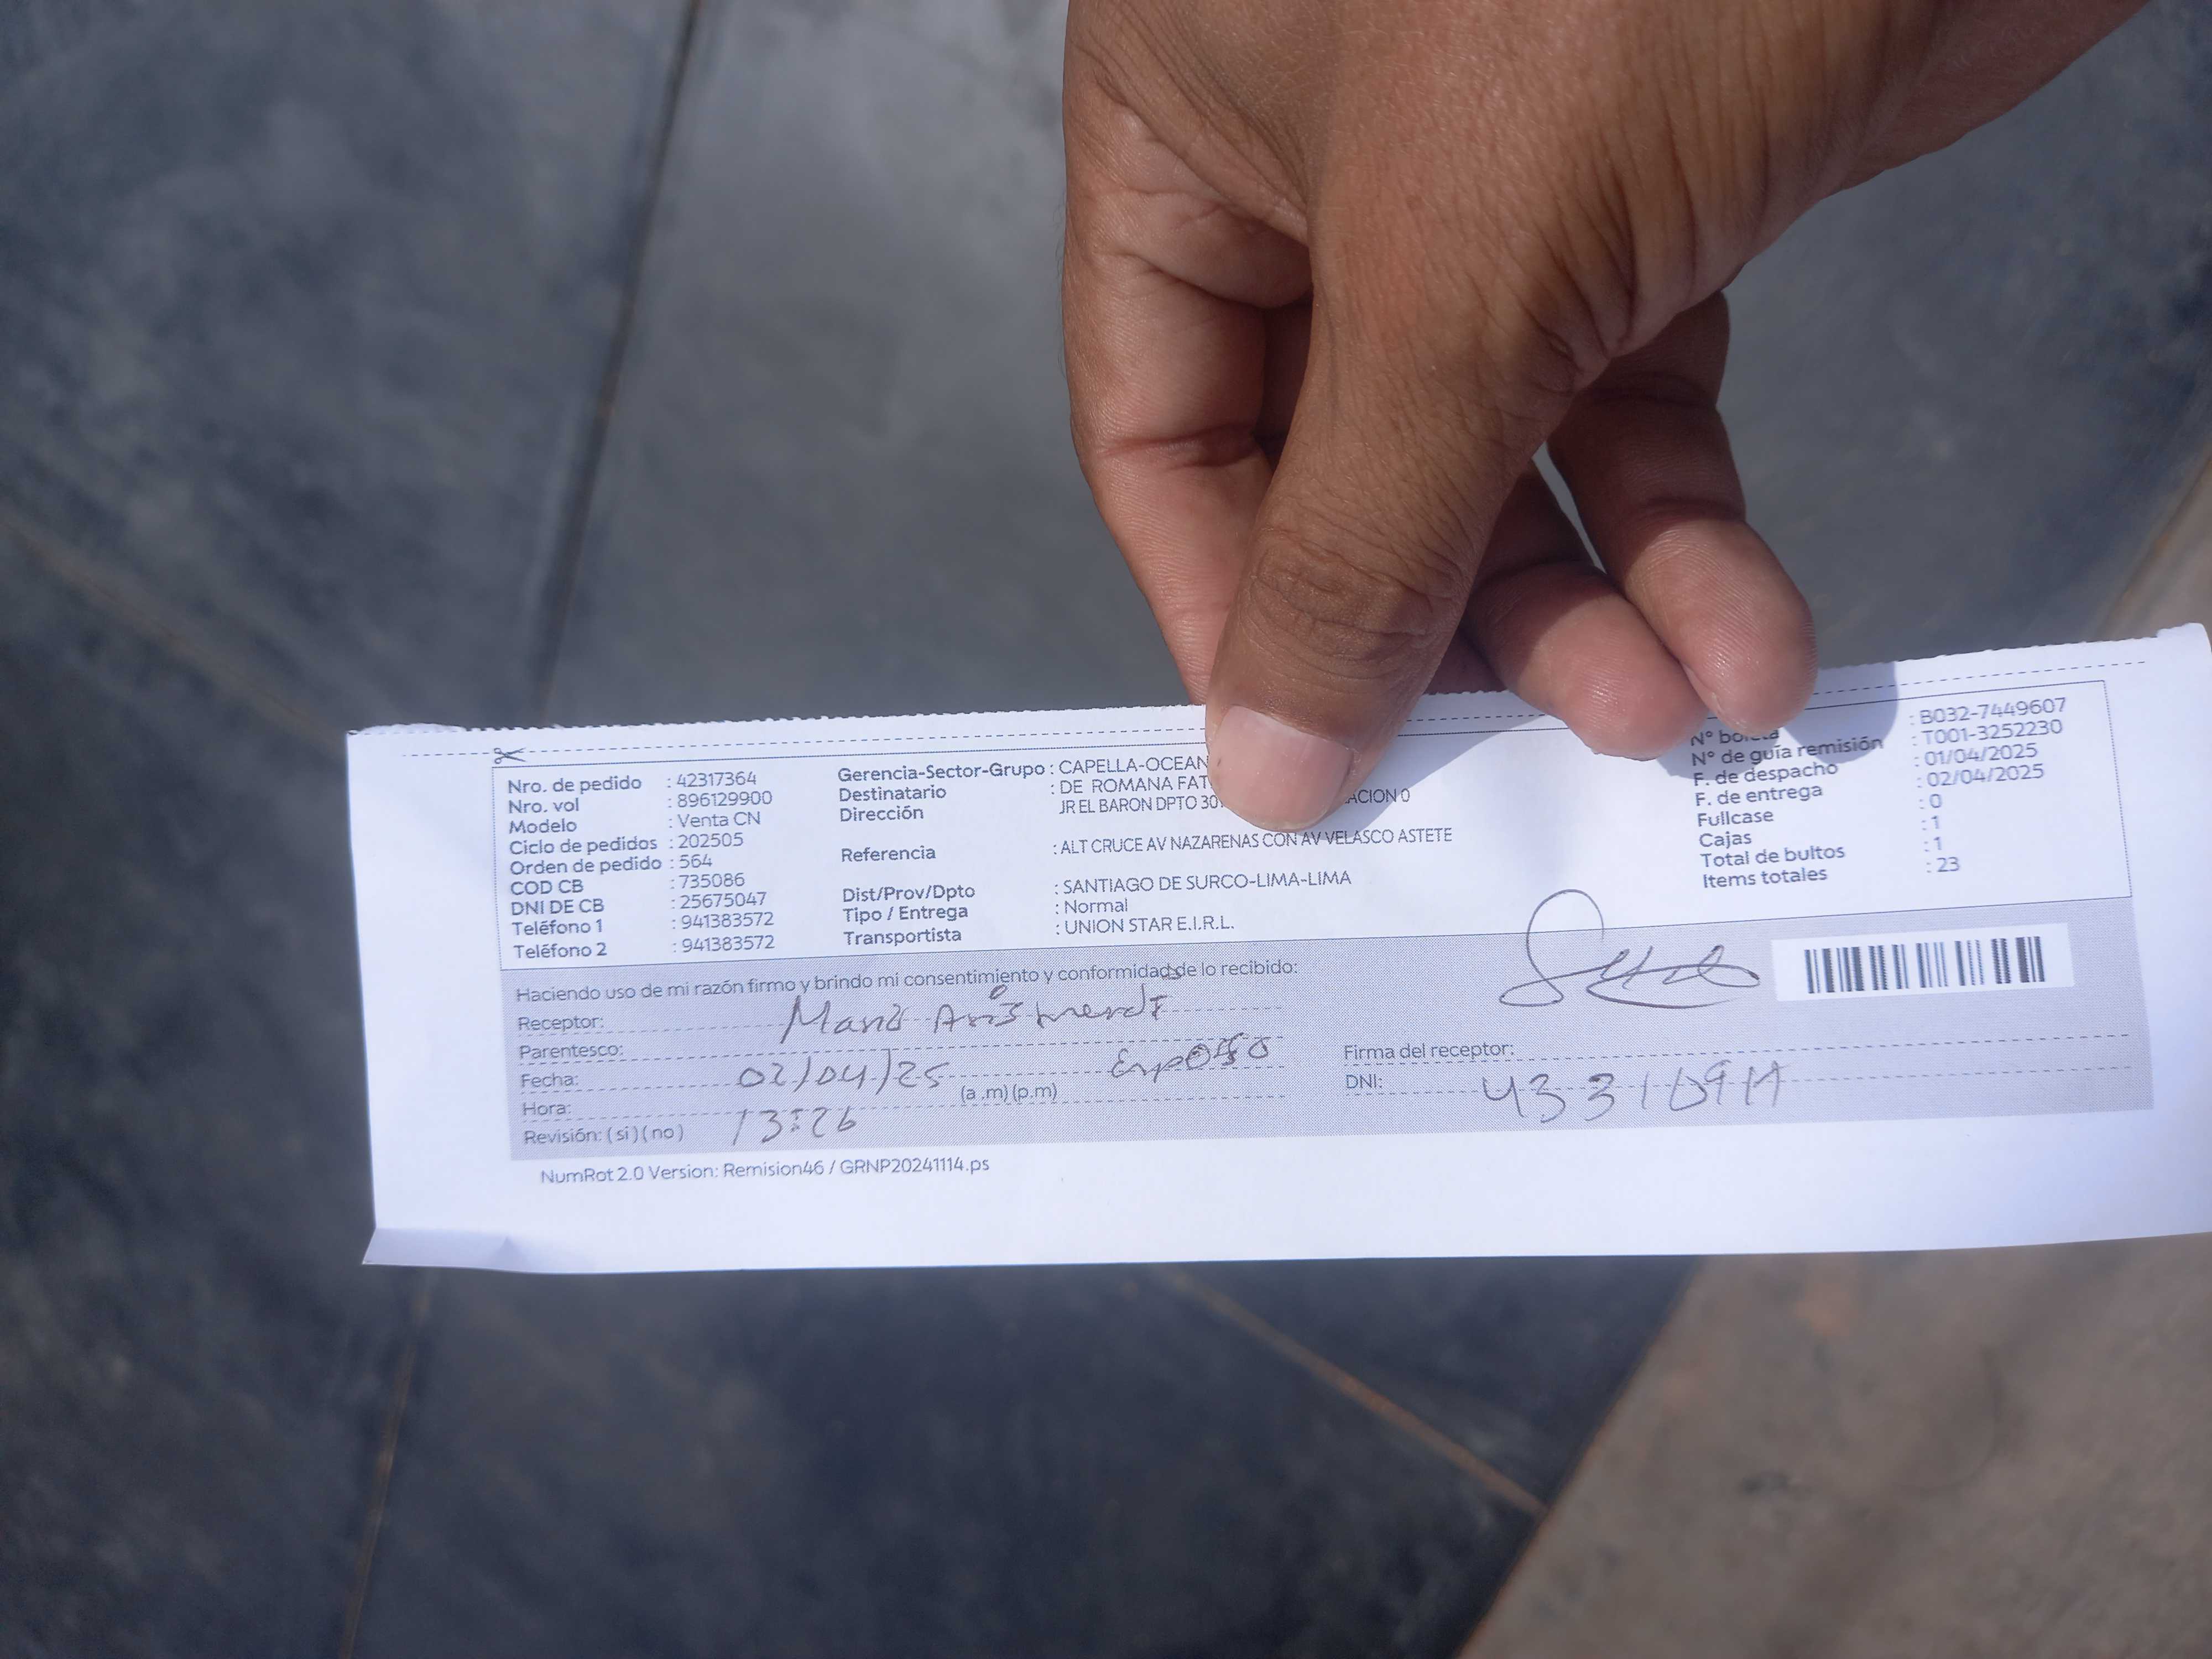 Nro. de pedido : 42317364
Nro. vol : 896129900
Modelo : Venta CN
Ciclo de pedidos : 202505
Orden de pedido : 564
COD CB : 735086
DNI DE CB : 25675047
Teléfono 1 : 941383572
Teléfono 2 : 941383572
Gerencia-Sector-Grupo : CAPELLA-OCEAN
Destinatario : DE ROMANA FAT
Dirección JR EL BARON DPTO 301 ACION 0
Referencia : ALT CRUCE AV NAZARENAS CON AV VELASCO ASTETE
Dist/Prov/Dpto : SANTIAGO DE SURCO-LIMA-LIMA
Tipo / Entrega : Normal
Transportista : UNION STAR E.I.R.L.
N° boleta : B032-7449607
N° de guía remisión : T001-3252230
F. de despacho : 01/04/2025
F. de entrega : 02/04/2025
Fullcase : 0
Cajas : 1
Total de bultos : 1
Items totales : 23
Haciendo uso de mi razón firmo y brindo mi consentimiento y conformidad de lo recibido:
Receptor:
Parentesco:
Fecha: 02/04/25
Hora: 13:26 (a .m) (p.m)
Revisión: ( si ) ( no )
Firma del receptor:
DNI:
NumRot 2.0 Version: Remision46 / GRNP20241114.ps